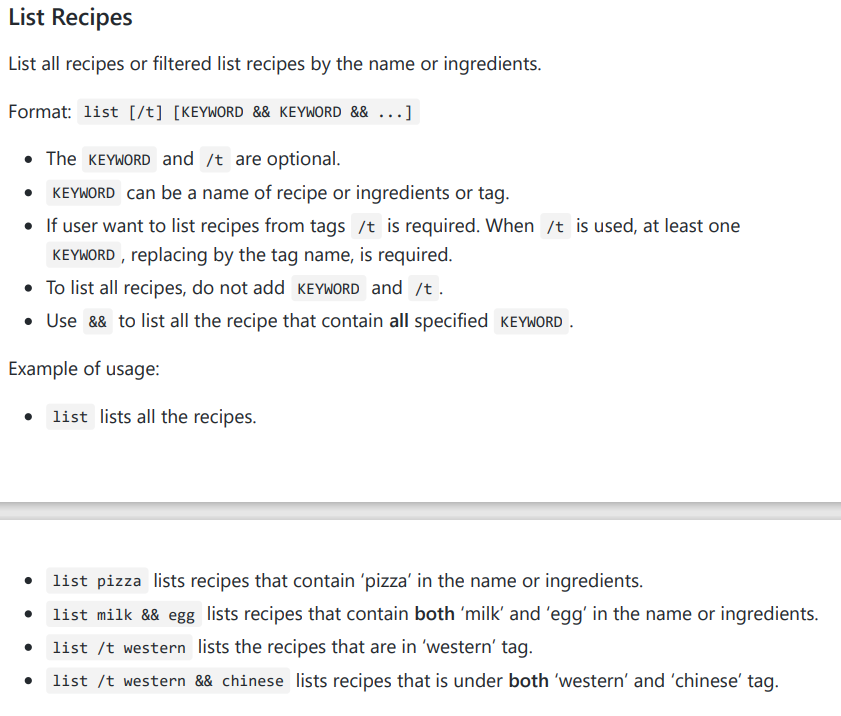 List Recipes
List all recipes or filtered list recipes by the name or ingredients.
Format: list [/t] [KEYWORD && KEYWORD && ...]
• The KEYWORD and /t are optional.
• KEYWORD can be a name of recipe or ingredients or tag.
• If user want to list recipes from tags /t is required. When /t is used, at least one
KEYWORD , replacing by the tag name, is required.
• To list all recipes, do not add KEYWORD and /t .
• Use && to list all the recipe that contain all specified KEYWORD .
Example of usage:
• list lists all the recipes.
• list pizza lists recipes that contain ‘pizza’ in the name or ingredients.
• list milk && egg lists recipes that contain both ‘milk’ and ‘egg’ in the name or ingredients.
• list /t western lists the recipes that are in ‘western’ tag.
• list /t western && chinese lists recipes that is under both ‘western’ and ‘chinese’ tag.